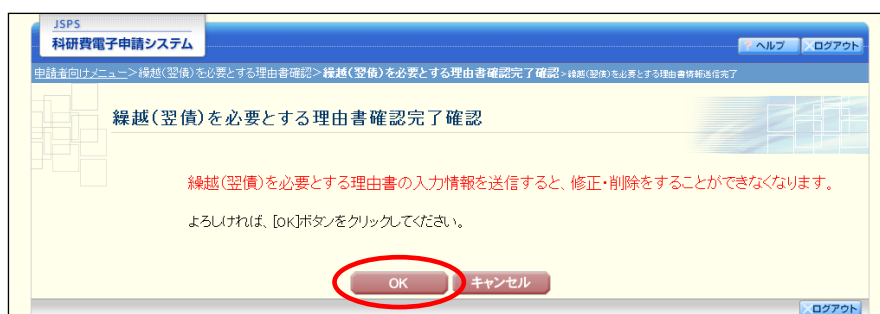 JSPS
科研費電子申請システム
? ヘルプ ×ログアウト
申請者向けメニュー>繰越(翌債)を必要とする理由書確認>繰越(翌債)を必要とする理由書確認完了確認>繰越(翌債)を必要とする理由書情報送信完了
繰越(翌債)を必要とする理由書確認完了確認
繰越(翌債)を必要とする理由書の入力情報を送信すると、修正・削除をすることができなくなります。
よろしければ、[OK]ボタンをクリックしてください。
OK キャンセル
×ログアウト